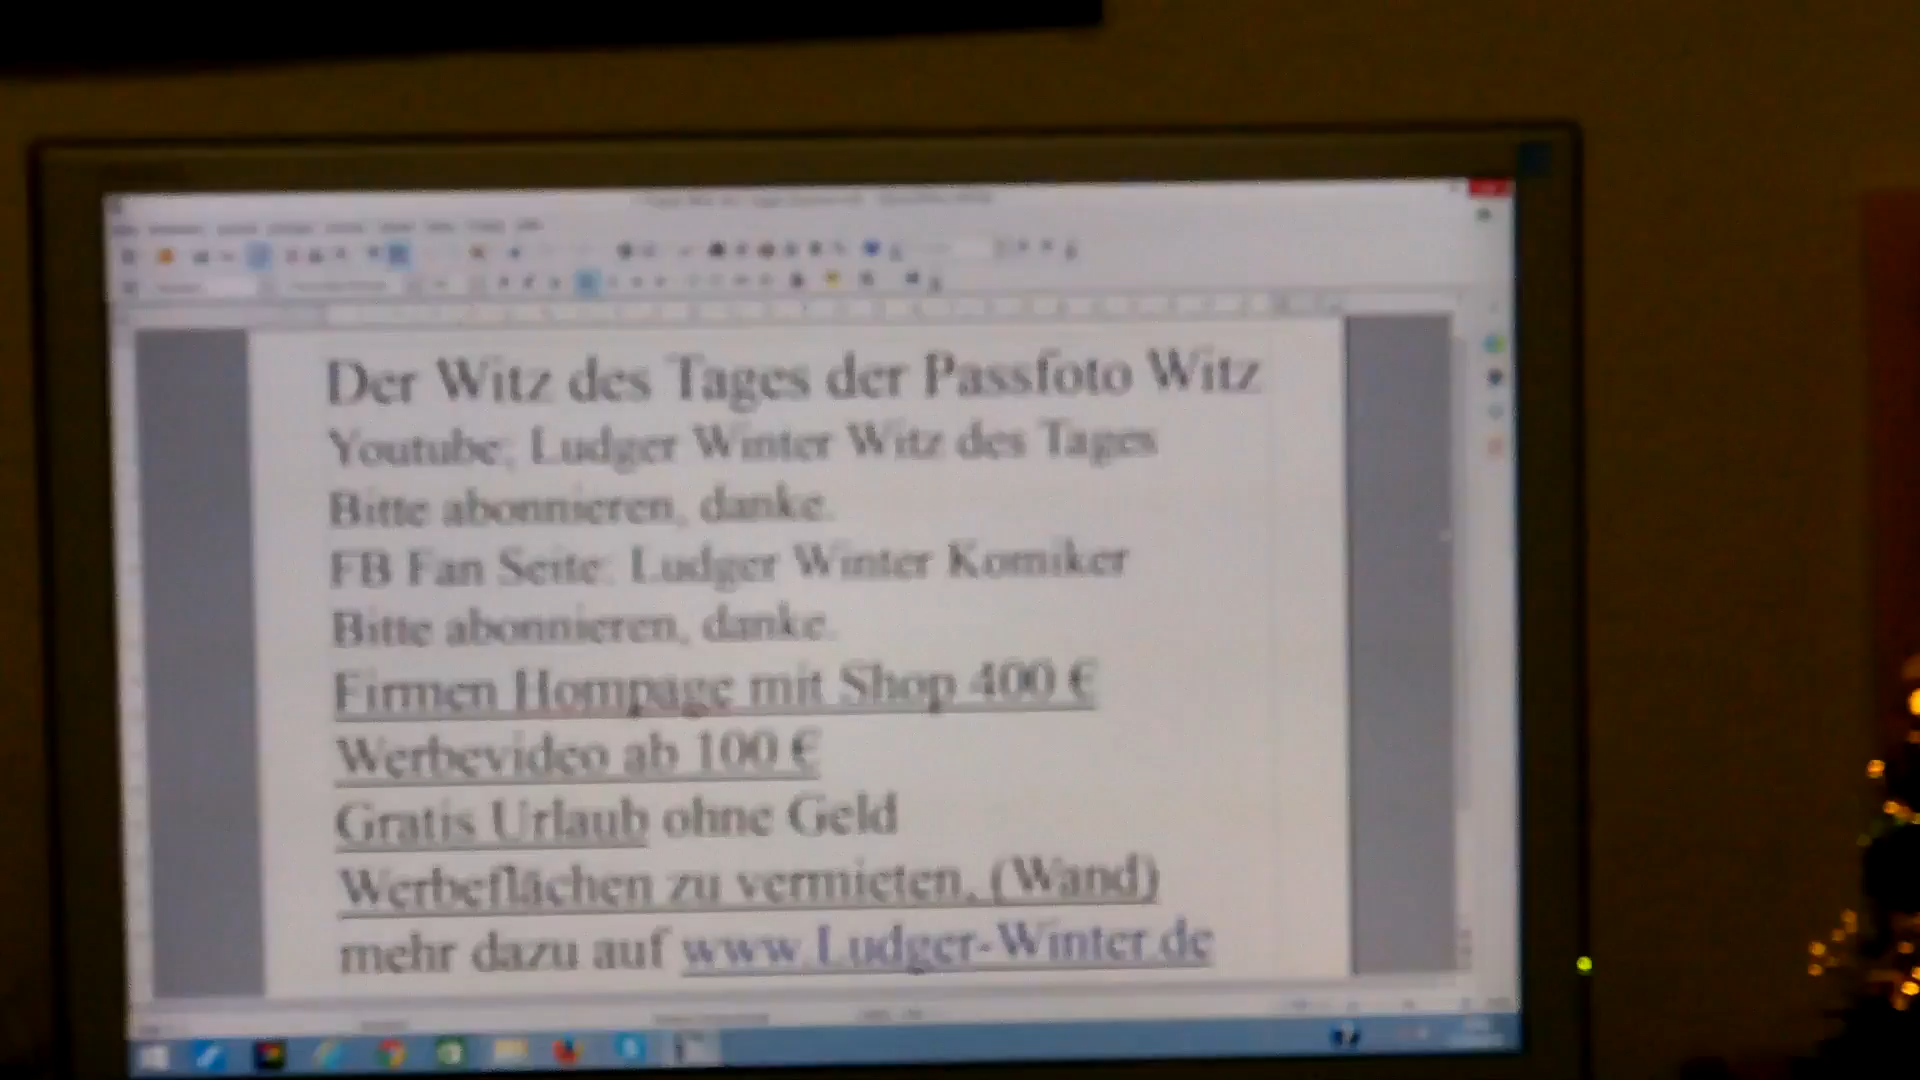 Der Witz des Tages der Passfoto Witz
Youtube; Ludger Winter Witz des Tages
Bitte abonnieren, danke.
FB Fan Seite: Ludger Winter Komiker
Bitte abonnieren, danke.
Firmen Hompage mit Shop 400 €
Werbevideo ab 100 €
Gratis Urlaub ohne Geld
Werbeflächen zu vermieten, (Wand)
mehr dazu auf www.Ludger-Winter.de